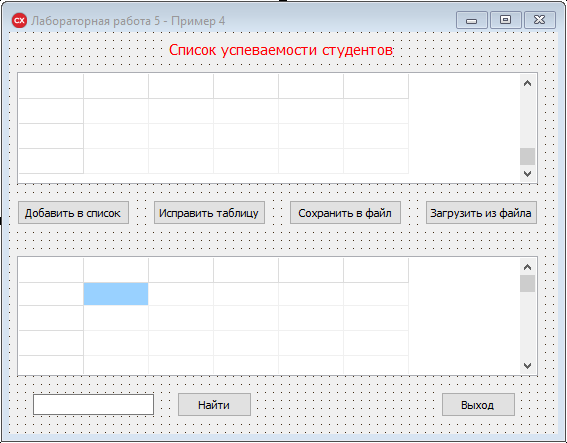 CX Лабораторная работа 5 - Пример 4
Список успеваемости студентов
Добавить в список Исправить таблицу Сохранить в файл Загрузить из файла
Найти Выход